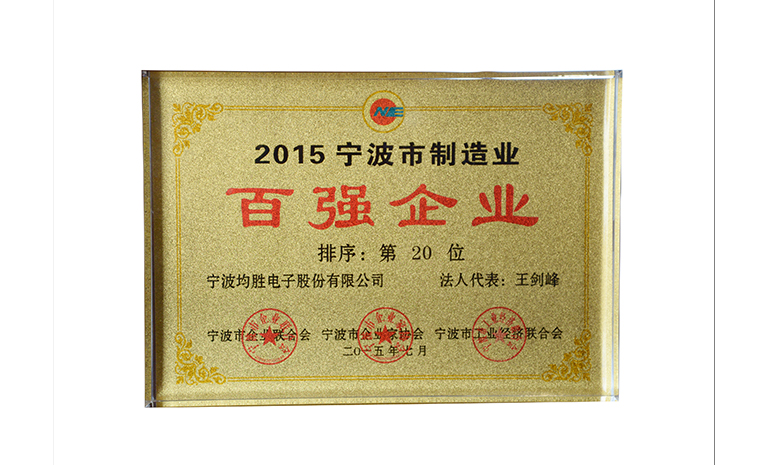 NE
2015 宁波市制造业
百强企业
排序：第 20 位
宁波均胜电子股份有限公司 法人代表：王剑峰
宁波市企业联合会 宁波市企业家协会 宁波市工业经济联合会
二〇一五年七月